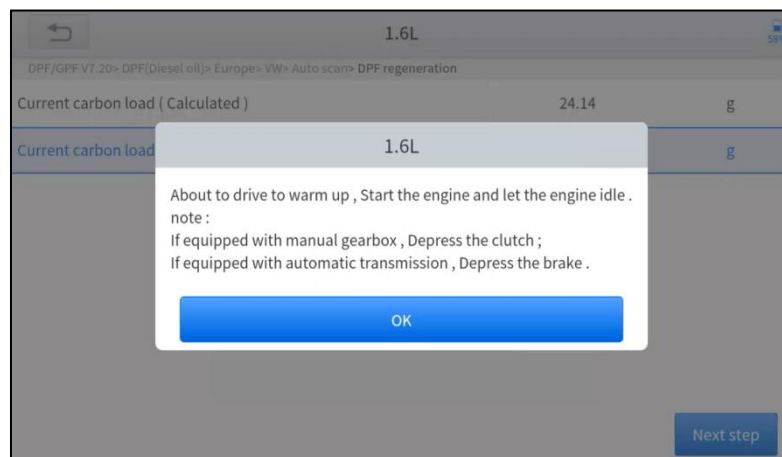 1.6L
58%
DPF/GPF V7.20> DPF(Diesel oil)> Europe> VW> Auto scan> DPF regeneration
Current carbon load ( Calculated )   24.14   g
Current carbon load   g
1.6L
About to drive to warm up , Start the engine and let the engine idle .
note :
If equipped with manual gearbox , Depress the clutch ;
If equipped with automatic transmission , Depress the brake .
OK
Next step